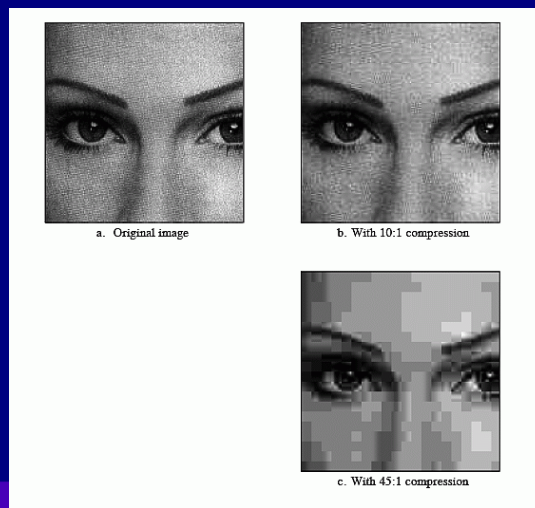 a. Original image
b. With 10:1 compression
c. With 45:1 compression